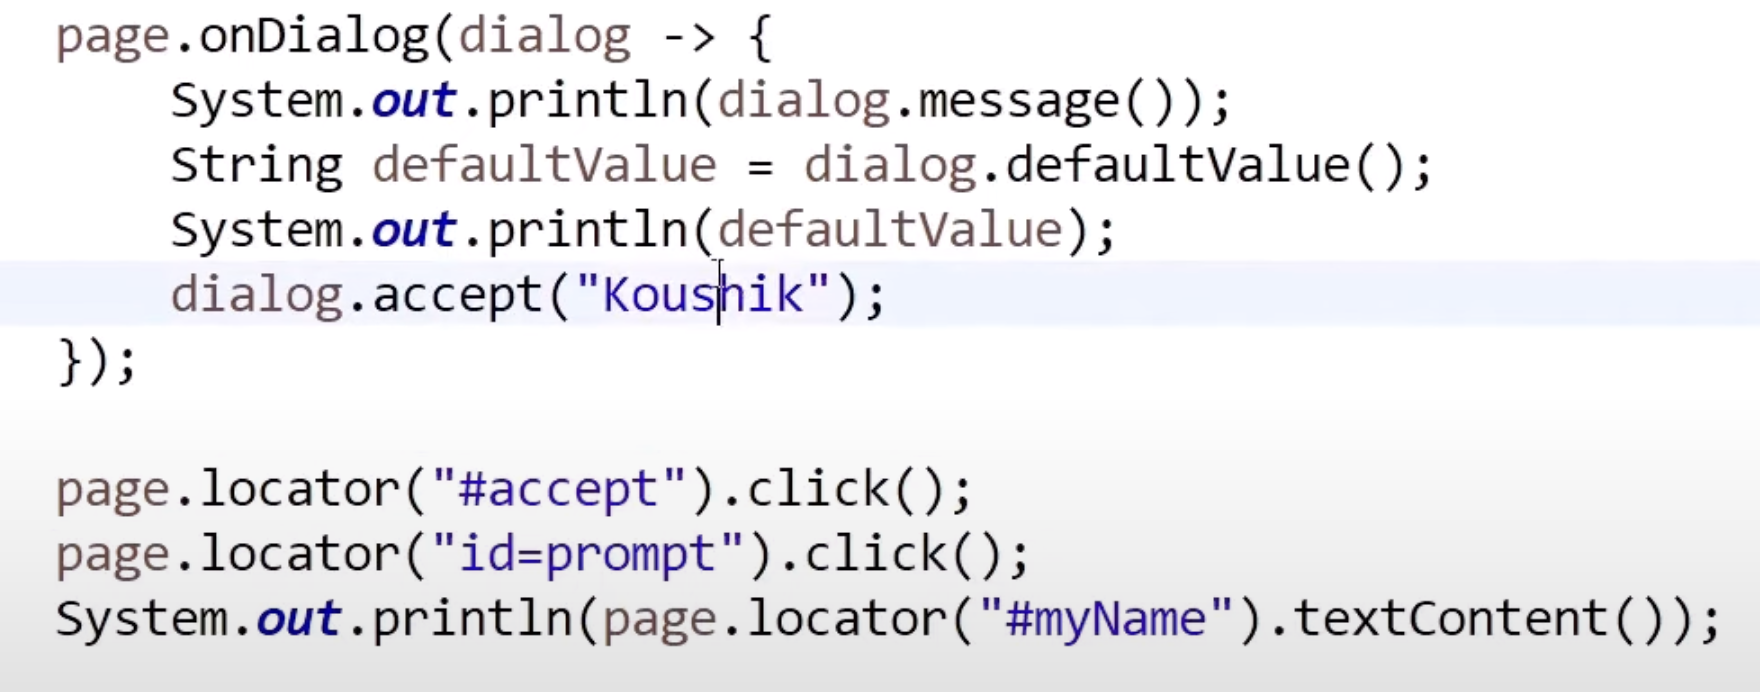 page.onDialog(dialog -> {
    System.out.println(dialog.message());
    String defaultValue = dialog.defaultValue();
    System.out.println(defaultValue);
    dialog.accept("Koushik");
});
page.locator("#accept").click();
page.locator("id=prompt").click();
System.out.println(page.locator("#myName").textContent());